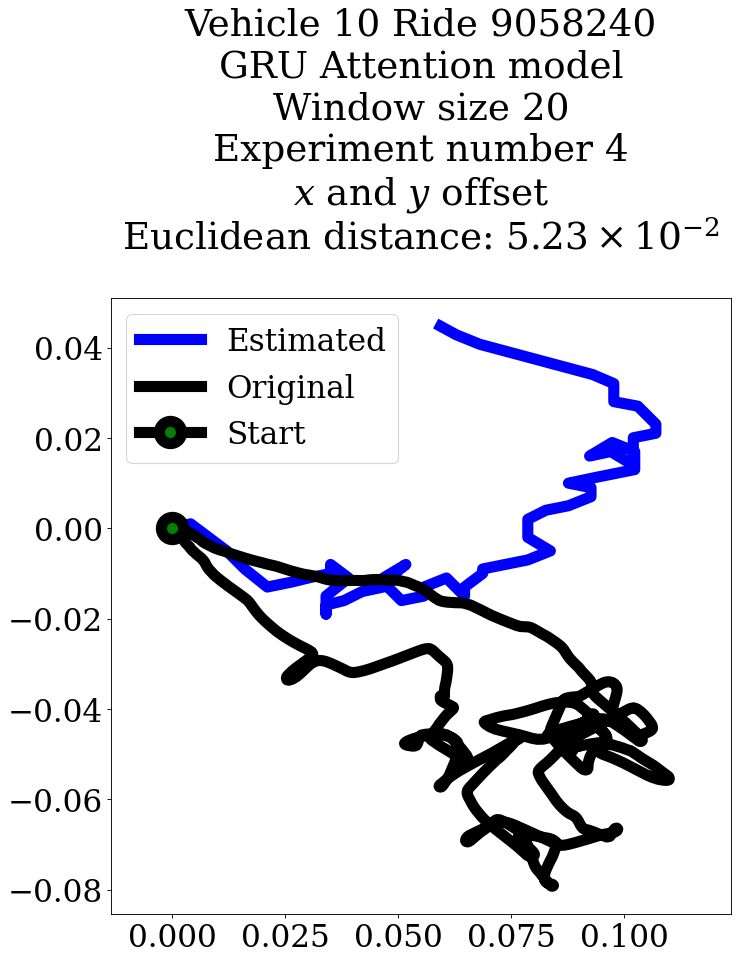 Vehicle 10 Ride 9058240
GRU Attention model
Window size 20
Experiment number 4
x and y offset
Euclidean distance: 5.23 × 10⁻²
Estimated
Original
Start
0.04
0.02
0.00
−0.02
−0.04
−0.06
−0.08
0.000 0.025 0.050 0.075 0.100